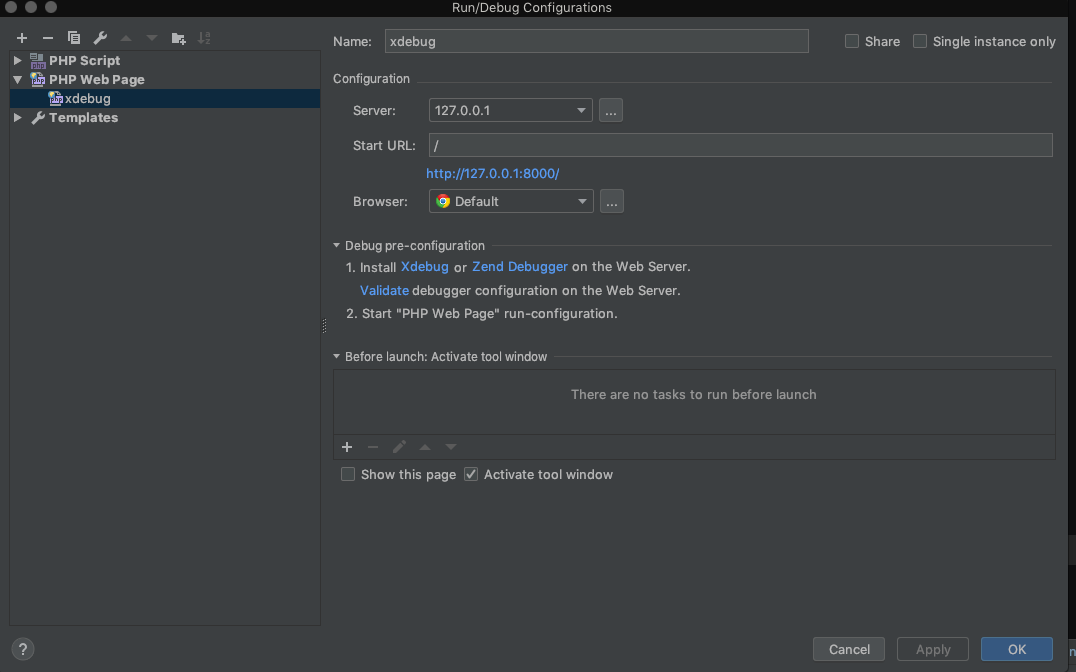 Run/Debug Configurations
PHP Script
PHP Web Page
xdebug
Templates
Name: xdebug Share Single instance only
Configuration
Server: 127.0.0.1 ...
Start URL: /
http://127.0.0.1:8000/
Browser: Default ...
Debug pre-configuration
1. Install Xdebug or Zend Debugger on the Web Server.
Validate debugger configuration on the Web Server.
2. Start "PHP Web Page" run-configuration.
Before launch: Activate tool window
There are no tasks to run before launch
Show this page Activate tool window
? Cancel Apply OK